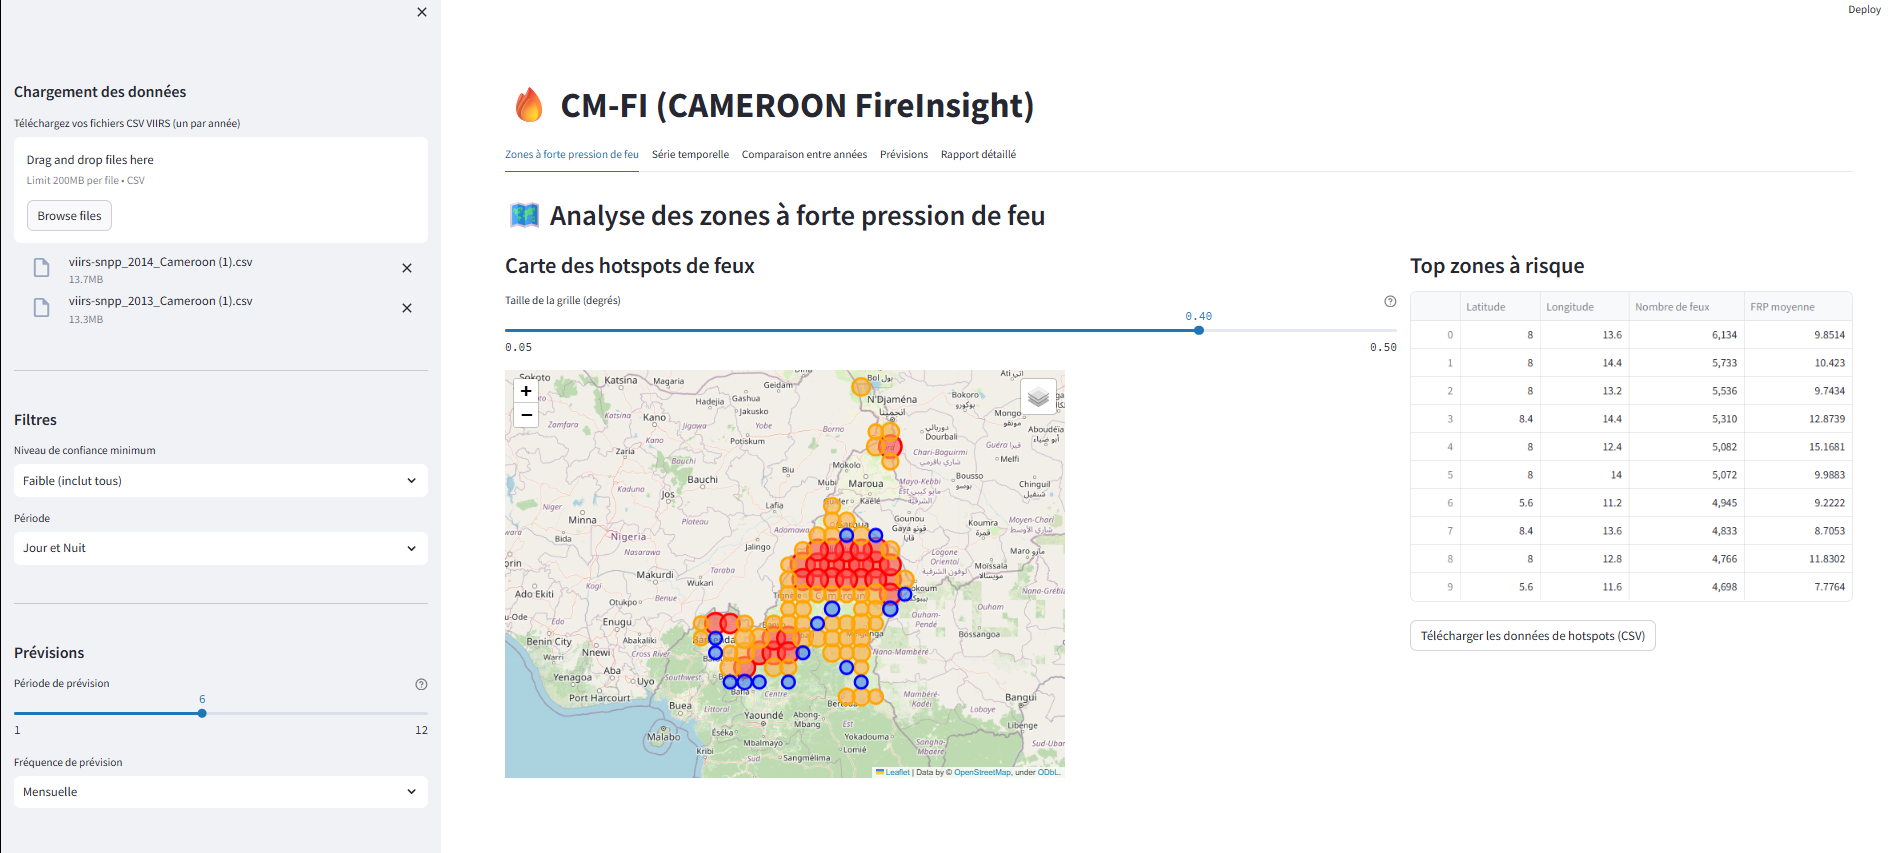 Deploy
Chargement des données
Téléchargez vos fichiers CSV VIIRS (un par année)
Drag and drop files here
Limit 200MB per file • CSV
Browse files
viirs-snpp_2014_Cameroon (1).csv
13.7MB
viirs-snpp_2013_Cameroon (1).csv
13.3MB
Filtres
Niveau de confiance minimum
Faible (inclut tous)
Période
Jour et Nuit
Prévisions
Période de prévision
6
1 12
Fréquence de prévision
Mensuelle
CM-FI (CAMEROON FireInsight)
Zones à forte pression de feu Série temporelle Comparaison entre années Prévisions Rapport détaillé
Analyse des zones à forte pression de feu
Carte des hotspots de feux
Taille de la grille (degrés)
0.40
0.05 0.50
+
−
Sokoto
Katsina
Magaria
Geidam
Bol
Ati
Hadejia
Gashua
N'Djaména
Bokoro
Jakusko
Katsina
Kano
Yobe
Mongo
Zamfara
Kano
Jigawa
Potiskum
Borno
Dourbali
Zaria
Chari-Baguirmi
Melfi
Biu
Mokolo
Kaduna
Bauchi
Mubi
Maroua
Mayo-Kebbi
Bousso
Chinguil
Jos
Niger
Lafia
Kaélé
Minna
Plateau
Adamawa
Gounou
Gaya
Koumra
Moyen-Chari
Nigeria
Jalingo
Nasarawa
Logone
Oriental
Maro
Taraba
Makurdi
Wukari
Moïssala
Ado Ekiti
Kogi
Benue
Otukpo
Nana-Grébizi
Enugu
Ouham
Ouham-
Pendé
Benin City
Abakaliki
Bossangoa
Warri
Nnewi
Cross River
Nana-Mambéré
Yenagoa
Aba
Uyo
Southwest
Port Harcourt
Centre
Mambéré-
Kadéï
Bangui
Buea
Littoral
Lobaye
Yaoundé
Abong-
Mbang
Est
Libenge
Malabo
Éséka
Yokadouma
Sangha-
Mbaéré
Kribi
Mbalmayo
Sud
Lomié
Sangmélima
Leaflet | Data by © OpenStreetMap, under ODbL.
Top zones à risque
Latitude Longitude Nombre de feux FRP moyenne
0 8 13.6 6,134 9.8514
1 8 14.4 5,733 10.423
2 8 13.2 5,536 9.7434
3 8.4 14.4 5,310 12.8739
4 8 12.4 5,082 15.1681
5 8 14 5,072 9.9883
6 5.6 11.2 4,945 9.2222
7 8.4 13.6 4,833 8.7053
8 8 12.8 4,766 11.8302
9 5.6 11.6 4,698 7.7764
Télécharger les données de hotspots (CSV)